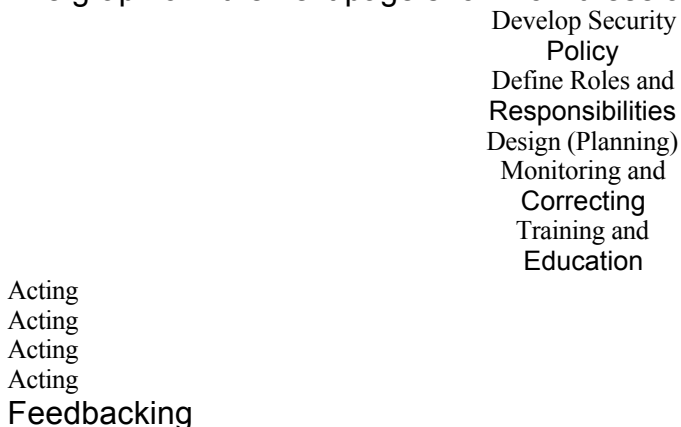 Develop Security
Policy
Define Roles and
Responsibilities
Design (Planning)
Monitoring and
Correcting
Training and
Education
Acting
Acting
Acting
Acting
Feedbacking